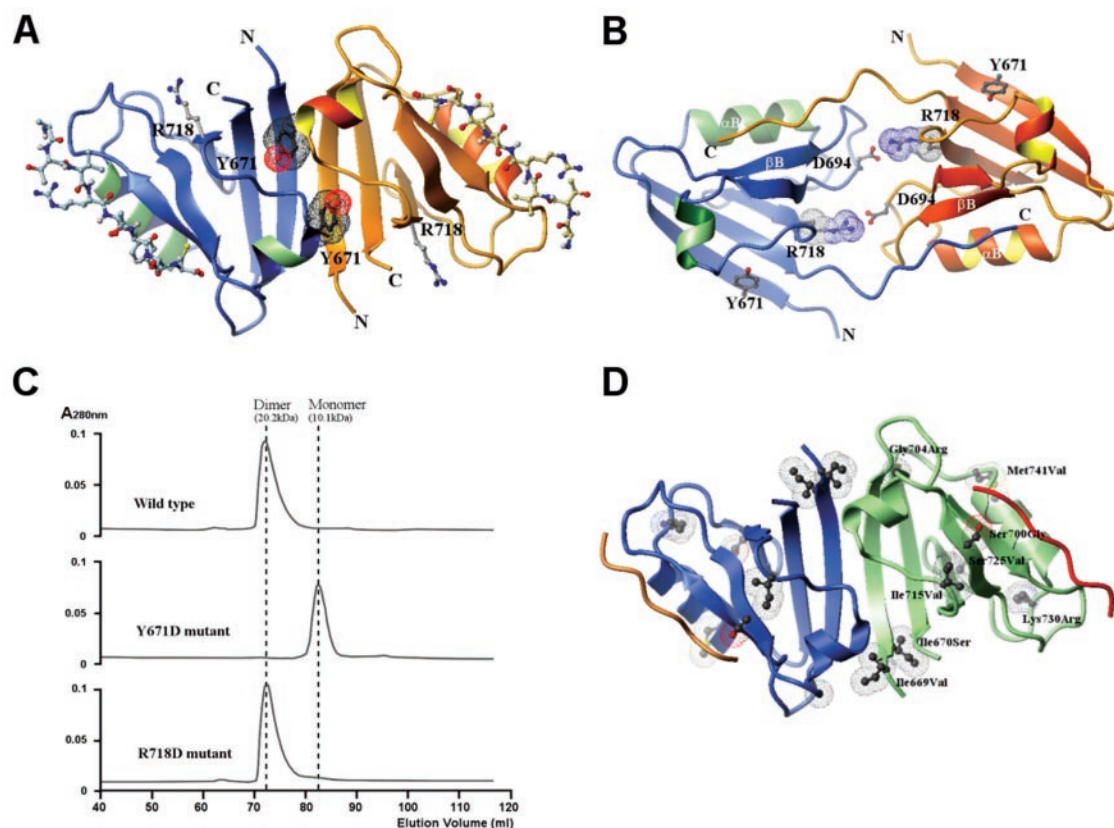 A
N
C
R718
Y671
Y671
R718
C
N
B
N
Y671
αB
R718
C
βB
D694
D694
βB
R718
C
αB
Y671
N
C
A280nm
Dimer
(20.2kDa)
Monomer
(10.1kDa)
0.1
0.05
Wild type
0
0.1
0.05
Y671D mutant
0
0.1
0.05
R718D mutant
0
40 50 60 70 80 90 100 110 120
Elution Volume (ml)
D
Gly704Arg
Met741Val
Ser700Gly
Ser725Val
Ile715Val
Lys730Arg
Ile670Ser
Ile669Val